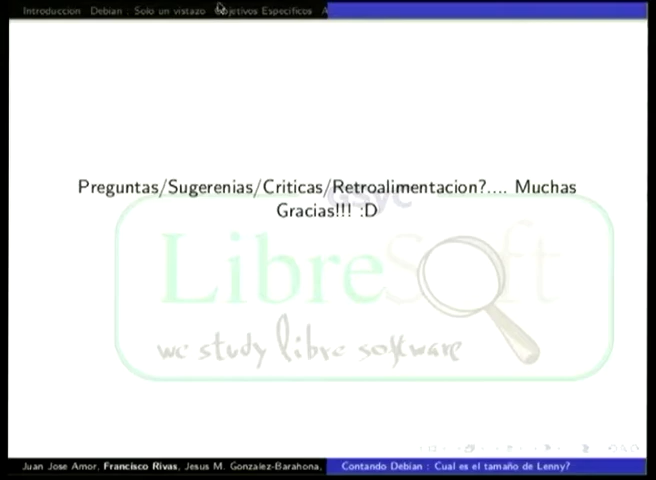 Introduccion Debian : Solo un vistazo Objetivos Especificos A
Preguntas/Sugerenias/Criticas/Retroalimentacion?.... Muchas
Gracias!!! :D
GSyC
LibreSoft
we study libre software
Juan Jose Amor, Francisco Rivas, Jesus M. Gonzalez-Barahona, Contando Debian : Cual es el tamaño de Lenny?